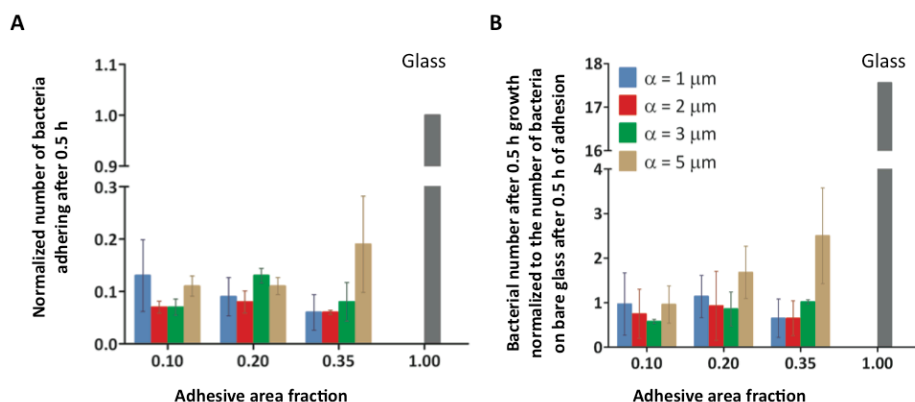 A
Normalized number of bacteria
adhering after 0.5 h
1.1
1.0
0.9
0.3
0.2
0.1
0.0
Glass
0.10
0.20
0.35
1.00
Adhesive area fraction
B
Bacterial number after 0.5 h growth
normalized to the number of bacteria
on bare glass after 0.5 h of adhesion
18
17
16
4
3
2
1
0
Glass
α = 1 μm
α = 2 μm
α = 3 μm
α = 5 μm
0.10
0.20
0.35
1.00
Adhesive area fraction